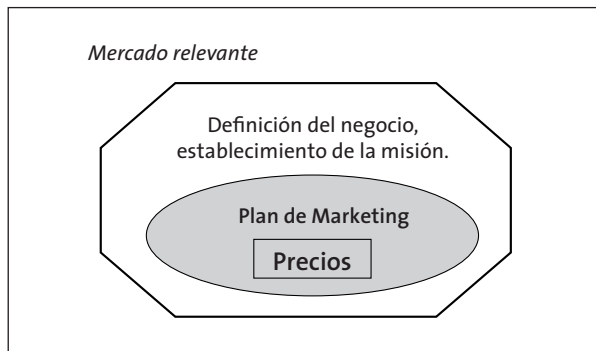 Mercado relevante
Definición del negocio,
establecimiento de la misión.
Plan de Marketing
Precios